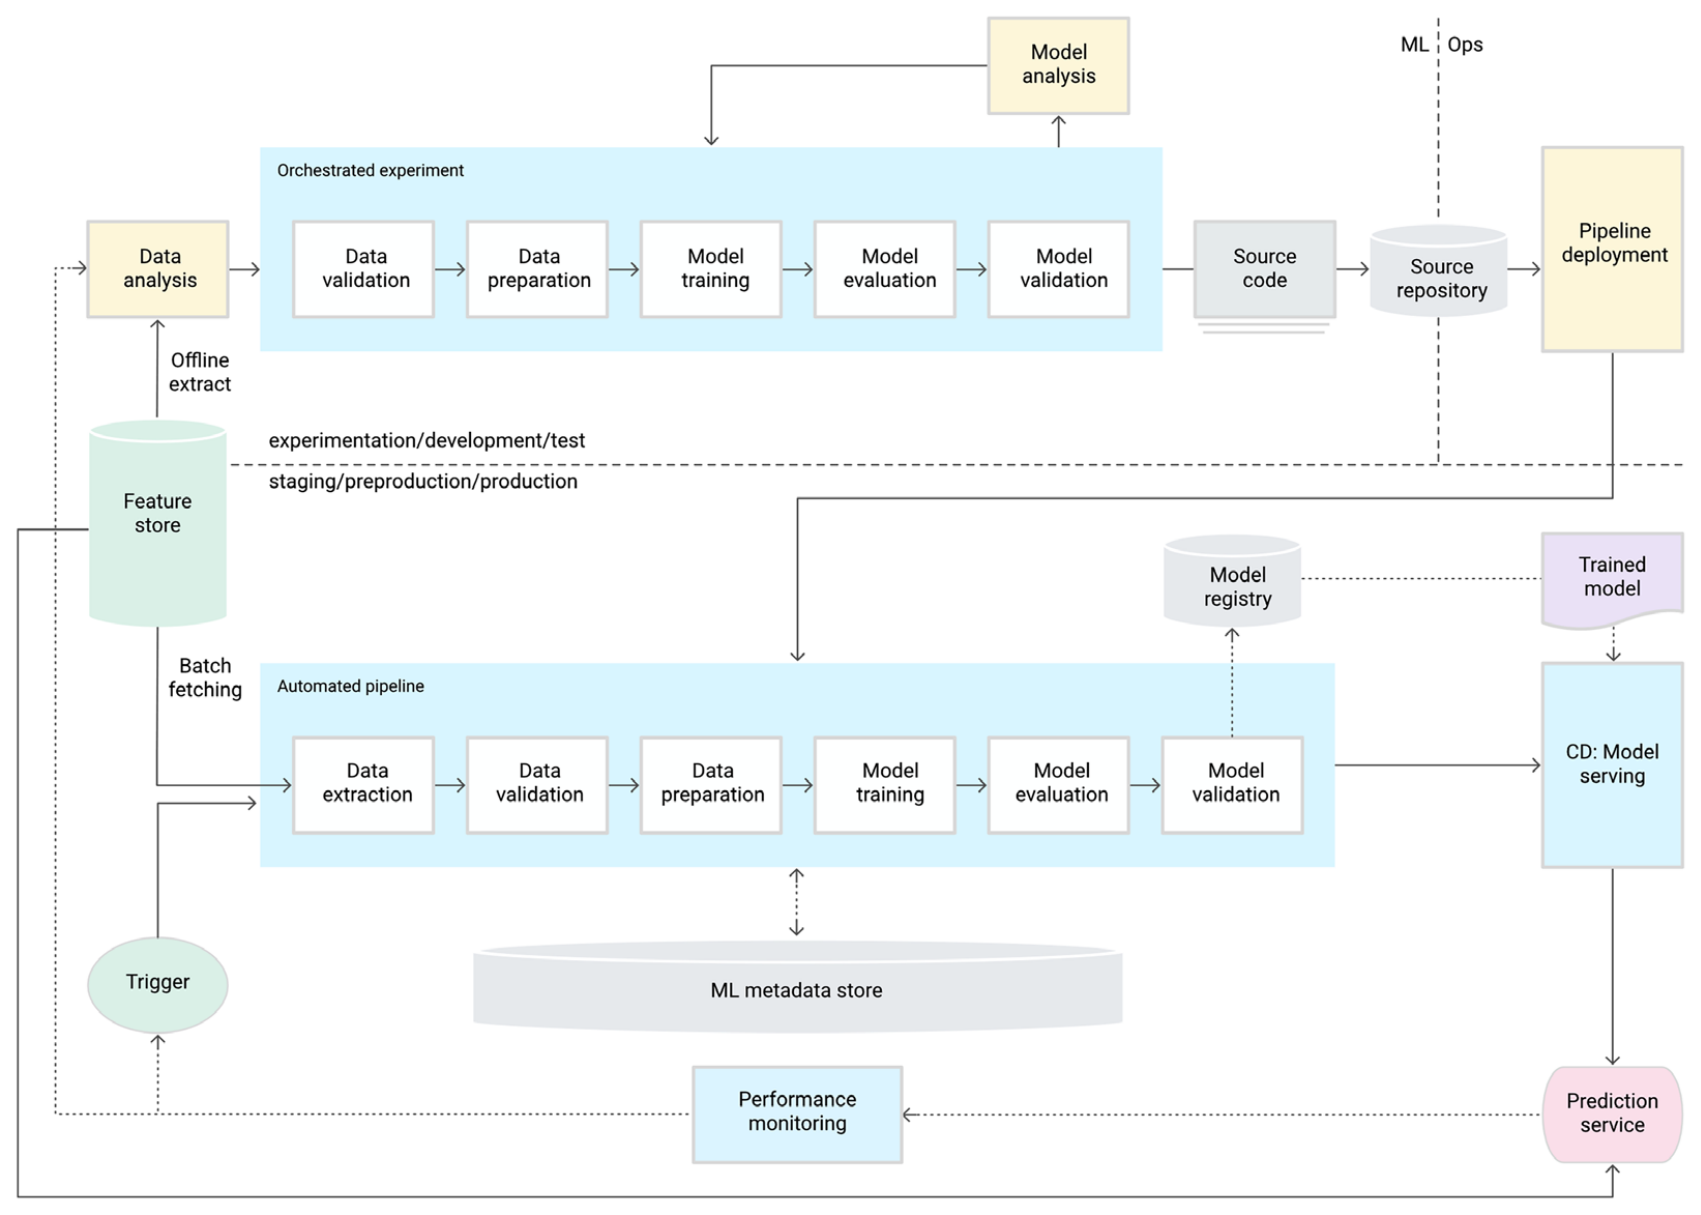 Model
analysis
ML
Ops
Orchestrated experiment
Data
analysis
Data
validation
Data
preparation
Model
training
Model
evaluation
Model
validation
Source
code
Source
repository
Pipeline
deployment
Offline
extract
experimentation/development/test
staging/preproduction/production
Feature
store
Model
registry
Trained
model
Batch
fetching
Automated pipeline
Data
extraction
Data
validation
Data
preparation
Model
training
Model
evaluation
Model
validation
CD: Model
serving
Trigger
ML metadata store
Performance
monitoring
Prediction
service